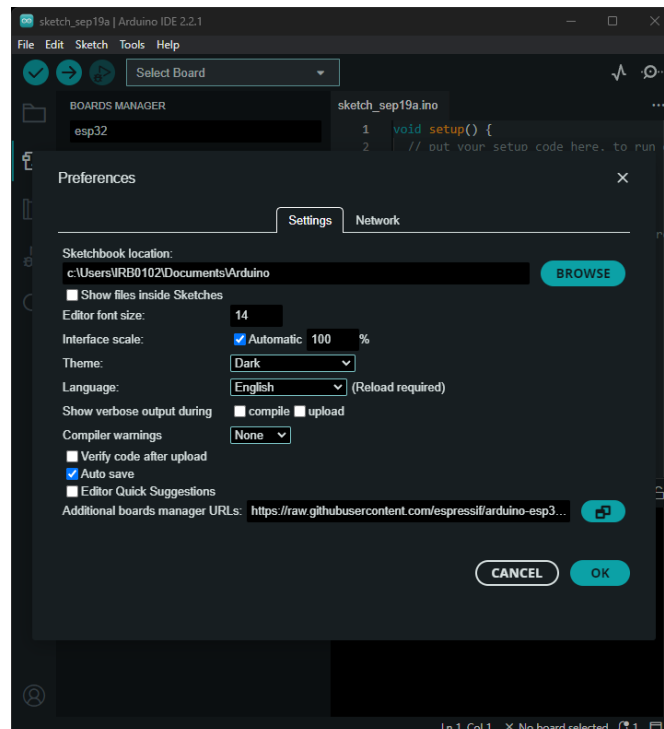 sketch_sep19a | Arduino IDE 2.2.1
File Edit Sketch Tools Help
Select Board
BOARDS MANAGER
sketch_sep19a.ino
esp32
1 void setup() {
2 // put your setup code here, to run
Preferences
Settings Network
Sketchbook location:
c:\Users\IRB0102\Documents\Arduino
BROWSE
Show files inside Sketches
Editor font size: 14
Interface scale: Automatic 100 %
Theme: Dark
Language: English (Reload required)
Show verbose output during compile upload
Compiler warnings None
Verify code after upload
Auto save
Editor Quick Suggestions
Additional boards manager URLs: https://raw.githubusercontent.com/espressif/arduino-esp3...
CANCEL OK
Ln 1, Col 1 No board selected 1